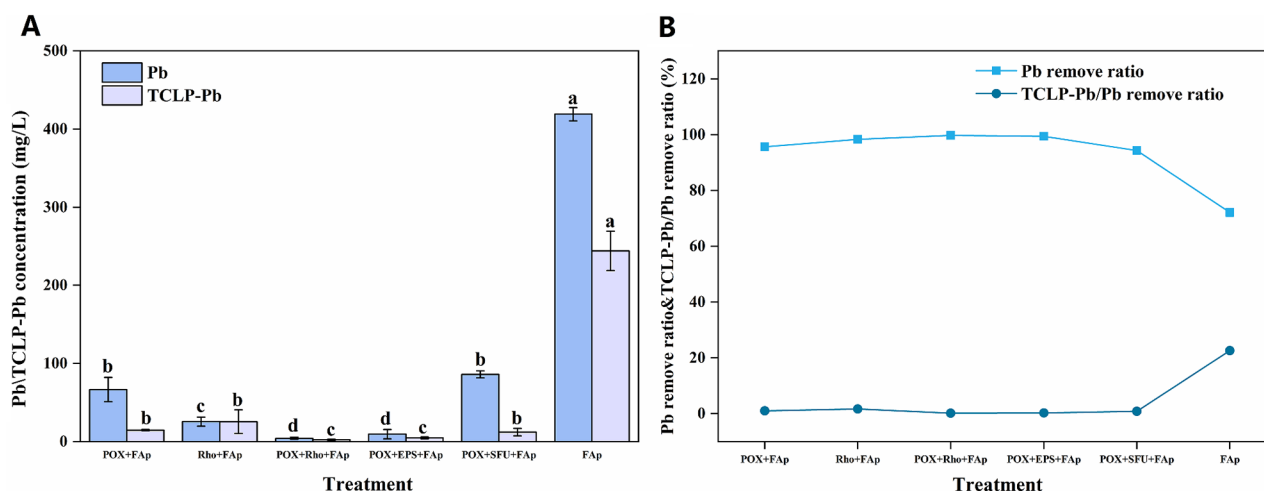 A
500
400
300
200
100
0
Pb\TCLP-Pb concentration (mg/L)
Pb
TCLP-Pb
b
b
c
b
d
c
d
c
b
b
a
a
POX+FAp
Rho+FAp
POX+Rho+FAp
POX+EPS+FAp
POX+SFU+FAp
FAp
Treatment
B
120
100
80
60
40
20
0
Pb remove ratio&TCLP-Pb/Pb remove ratio (%)
Pb remove ratio
TCLP-Pb/Pb remove ratio
POX+FAp
Rho+FAp
POX+Rho+FAp
POX+EPS+FAp
POX+SFU+FAp
FAp
Treatment